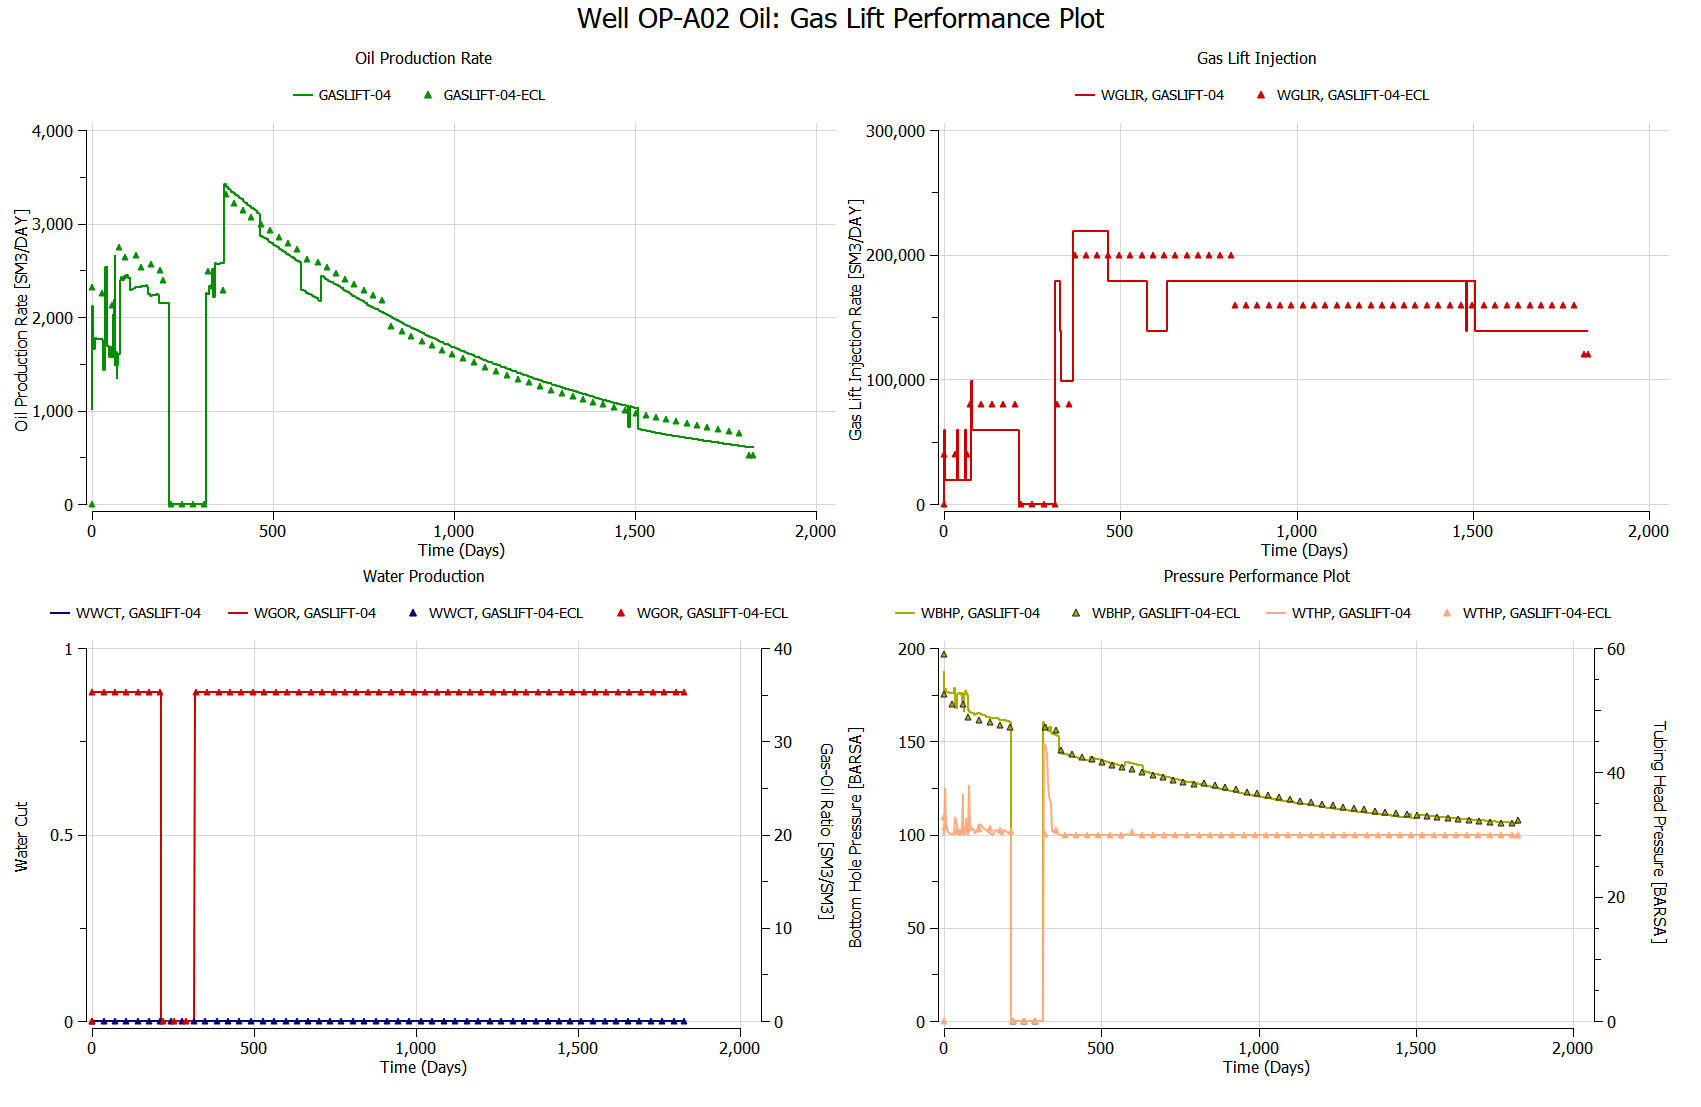 Well OP-A02 Oil: Gas Lift Performance Plot
Oil Production Rate
GASLIFT-04
GASLIFT-04-ECL
4,000
3,000
2,000
1,000
0
Oil Production Rate [SM3/DAY]
0
500
1,000
1,500
2,000
Time (Days)
Gas Lift Injection
WGLIR, GASLIFT-04
WGLIR, GASLIFT-04-ECL
300,000
200,000
100,000
0
Gas Lift Injection Rate [SM3/DAY]
0
500
1,000
1,500
2,000
Time (Days)
Water Production
WWCT, GASLIFT-04
WGOR, GASLIFT-04
WWCT, GASLIFT-04-ECL
WGOR, GASLIFT-04-ECL
1
0.5
0
Water Cut
40
30
20
10
0
Gas-Oil Ratio [SM3/SM3]
0
500
1,000
1,500
2,000
Time (Days)
Pressure Performance Plot
WBHP, GASLIFT-04
WBHP, GASLIFT-04-ECL
WTHP, GASLIFT-04
WTHP, GASLIFT-04-ECL
200
150
100
50
0
Bottom Hole Pressure [BARSA]
60
40
20
0
Tubing Head Pressure [BARSA]
0
500
1,000
1,500
2,000
Time (Days)